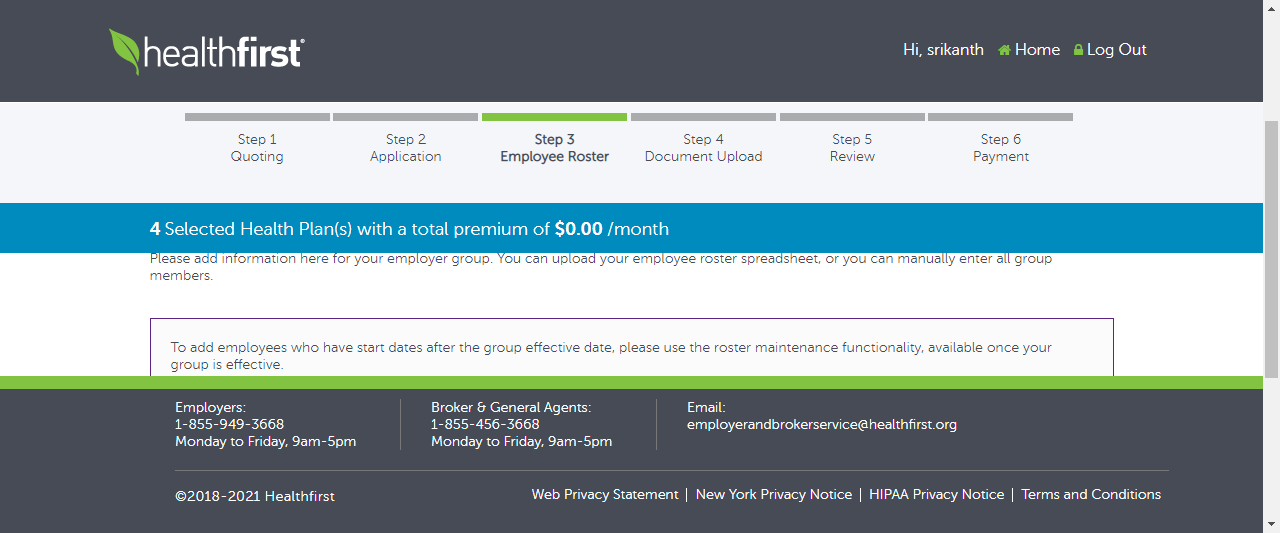 healthfirst®
Hi, srikanth Home Log Out
Step 1
Quoting
Step 2
Application
Step 3
Employee Roster
Step 4
Document Upload
Step 5
Review
Step 6
Payment
4 Selected Health Plan(s) with a total premium of $0.00 /month
Please add information here for your employer group. You can upload your employee roster spreadsheet, or you can manually enter all group
members.
To add employees who have start dates after the group effective date, please use the roster maintenance functionality, available once your
group is effective.
Employers:
1-855-949-3668
Monday to Friday, 9am-5pm
Broker & General Agents:
1-855-456-3668
Monday to Friday, 9am-5pm
Email:
employerandbrokerservice@healthfirst.org
©2018-2021 Healthfirst
Web Privacy Statement | New York Privacy Notice | HIPAA Privacy Notice | Terms and Conditions